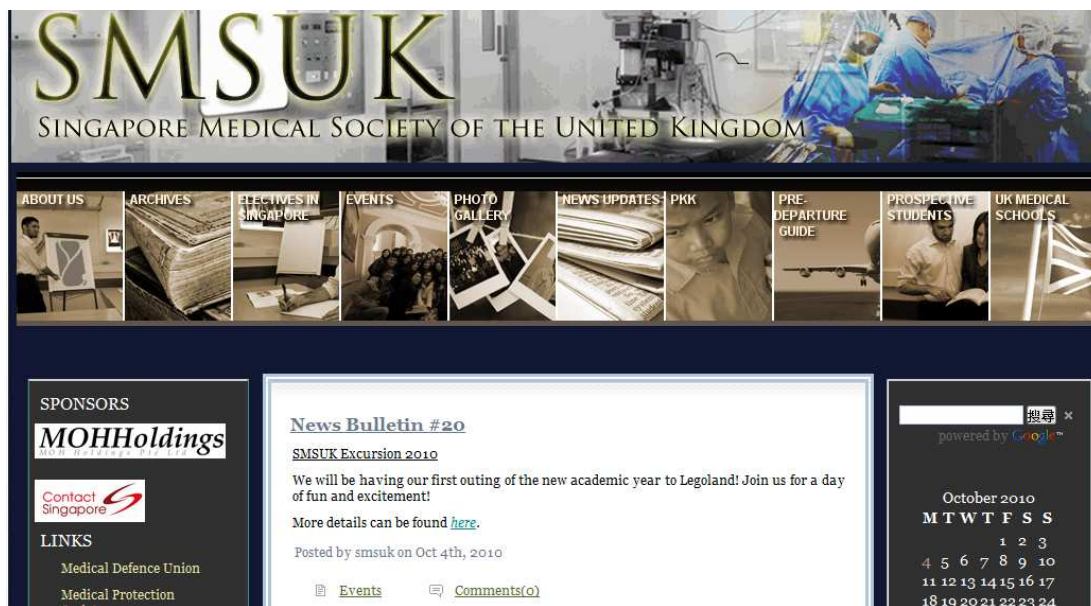 SMSUK
SINGAPORE MEDICAL SOCIETY OF THE UNITED KINGDOM
ABOUT US
ARCHIVES
ELECTIVES IN
SINGAPORE
EVENTS
PHOTO
GALLERY
NEWS UPDATES
PKK
PRE-
DEPARTURE
GUIDE
PROSPECTIVE
STUDENTS
UK MEDICAL
SCHOOLS
SPONSORS
MOHHoldings
MOH Holdings Pte Ltd
Contact
Singapore
LINKS
Medical Defence Union
Medical Protection
News Bulletin #20
SMSUK Excursion 2010
We will be having our first outing of the new academic year to Legoland! Join us for a day
of fun and excitement!
More details can be found here.
Posted by smsuk on Oct 4th, 2010
Events Comments(0)
搜尋 ×
powered by Google™
October 2010
M T W T F S S
1 2 3
4 5 6 7 8 9 10
11 12 13 14 15 16 17
18 19 20 21 22 23 24